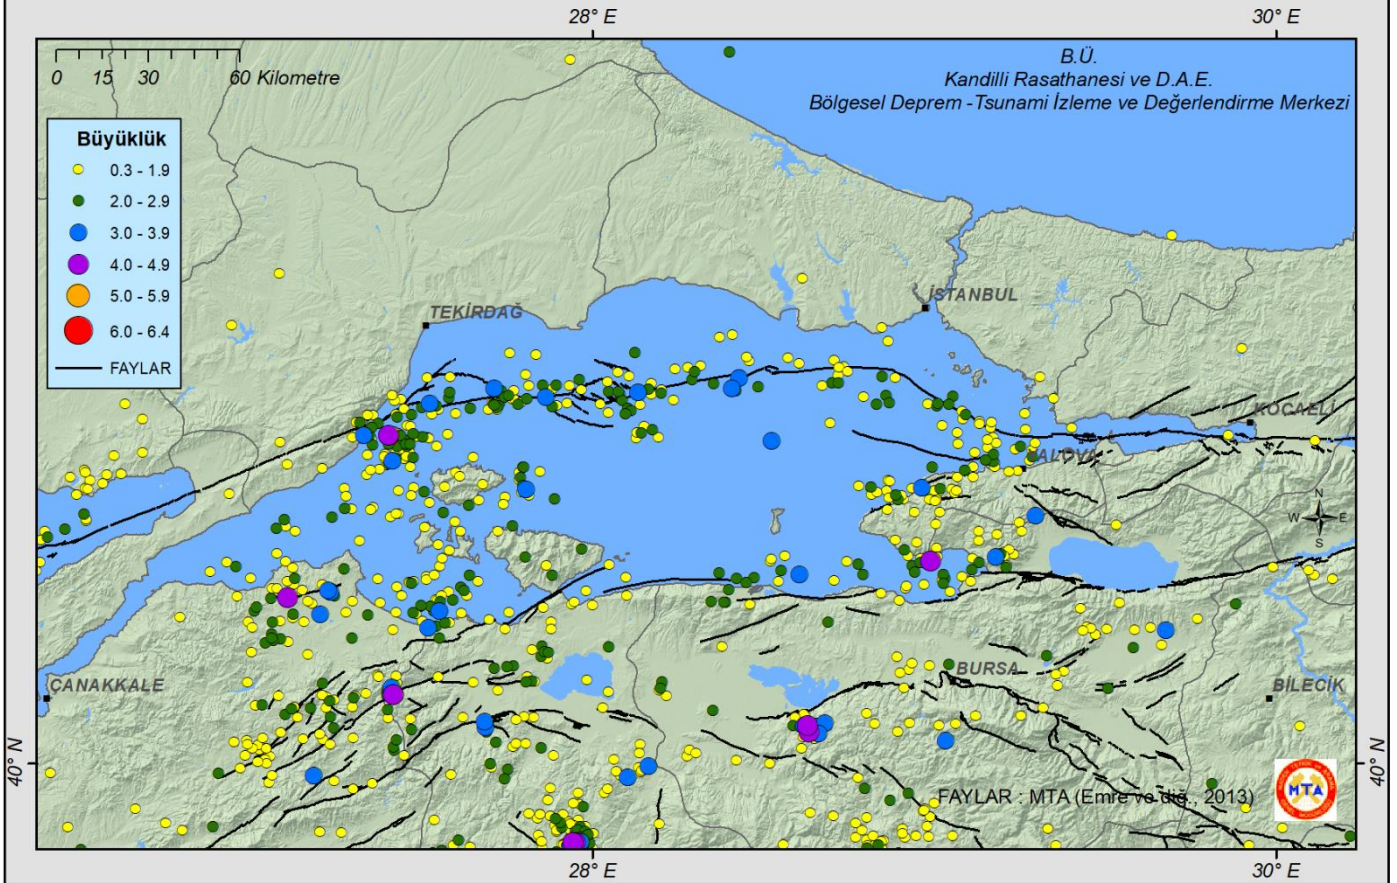 28° E
30° E
0 15 30 60 Kilometre
B.Ü.
Kandilli Rasathanesi ve D.A.E.
Bölgesel Deprem -Tsunami İzleme ve Değerlendirme Merkezi
Büyüklük
0.3 - 1.9
2.0 - 2.9
3.0 - 3.9
4.0 - 4.9
5.0 - 5.9
6.0 - 6.4
FAYLAR
TEKİRDAĞ
İSTANBUL
KOCAELİ
YALOVA
N
W E
S
ÇANAKKALE
BURSA
BİLECİK
40° N
40° N
FAYLAR : MTA (Emre ve diğ., 2013)
MTA
28° E
30° E